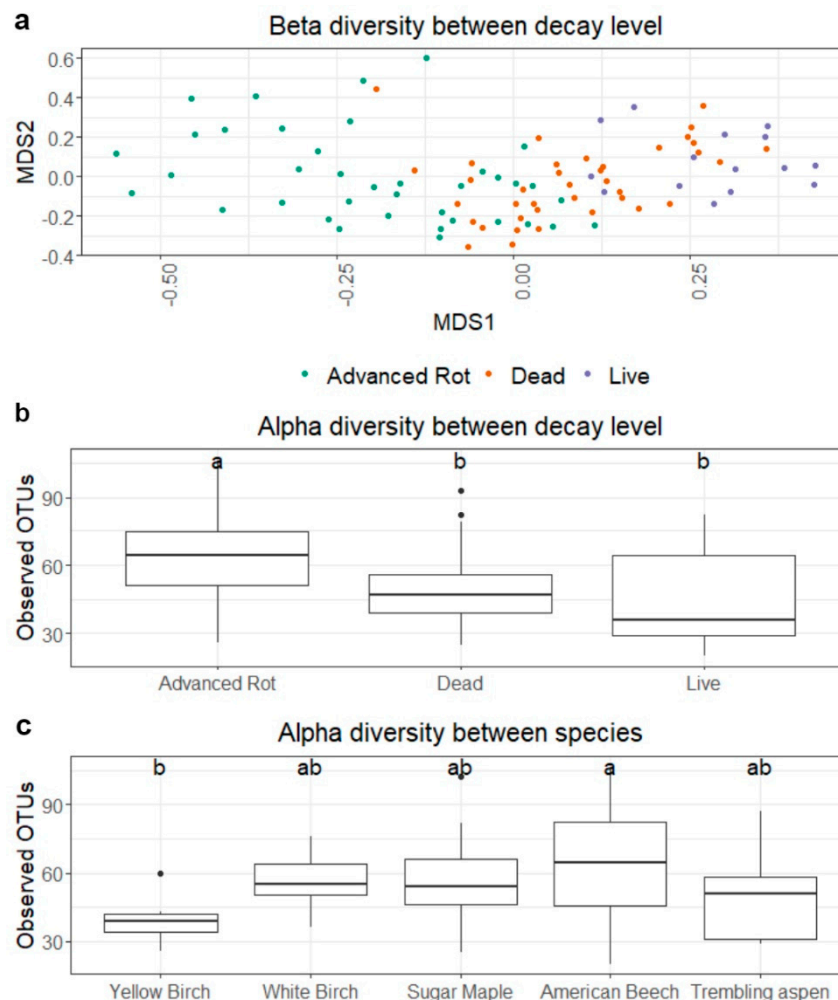 a
Beta diversity between decay level
MDS2
0.6
0.4
0.2
0.0
-0.2
-0.4
-0.50
-0.25
0.00
0.25
MDS1
Advanced Rot Dead Live
b
Alpha diversity between decay level
Observed OTUs
a b b
90
60
30
Advanced Rot Dead Live
c
Alpha diversity between species
Observed OTUs
b ab ab a ab
90
60
30
Yellow Birch White Birch Sugar Maple American Beech Trembling aspen